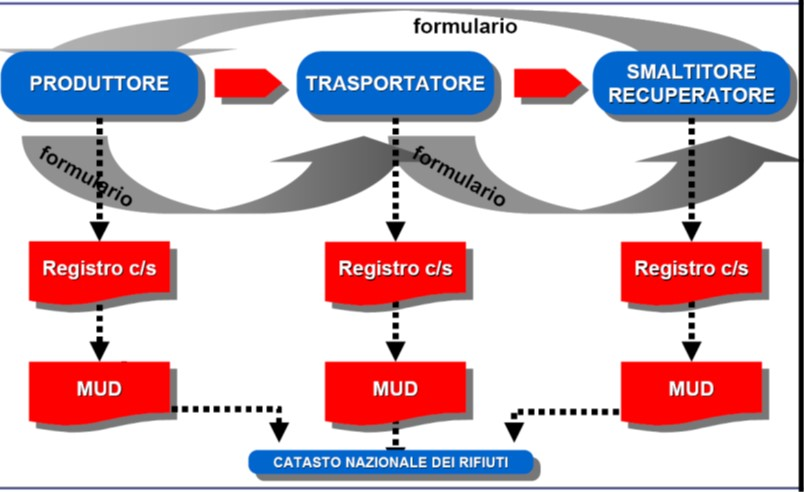 formulario
PRODUTTORE
TRASPORTATORE
SMALTITORE
RECUPERATORE
formulario
formulario
Registro c/s
Registro c/s
Registro c/s
MUD
MUD
MUD
CATASTO NAZIONALE DEI RIFIUTI